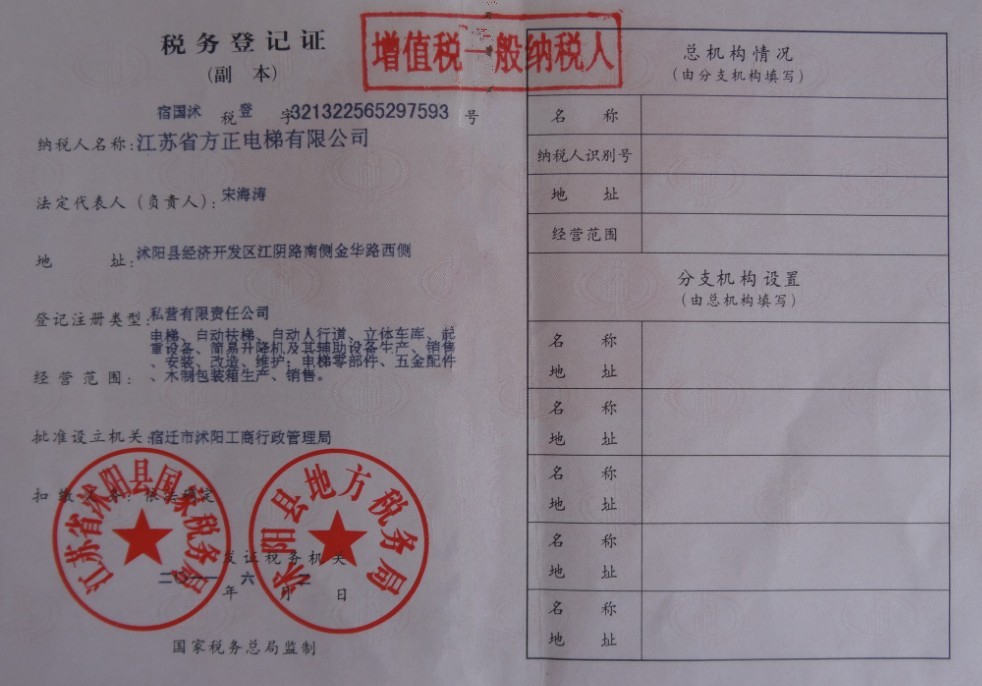 税务登记证
(副 本)
增值税一般纳税人
宿国沭 税 登 字321322565297593 号
纳税人名称:江苏省方正电梯有限公司
法定代表人(负责人):宋海涛
地 址:沭阳县经济开发区江阴路南侧金华路西侧
登记注册类型:私营有限责任公司
电梯、自动扶梯、自动人行道、立体车库、起
重设备、简易升降机及其辅助设备生产、销售
、安装、改造、维护;电梯零部件、五金配件
经营范围:、木制包装箱生产、销售。
批准设立机关:宿迁市沭阳工商行政管理局
扣缴义务:依法确定
江苏省沭阳县国家税务局
沭阳县地方税务局
发证税务机关
二〇一一 年 六 月 二 日
国家税务总局监制
总机构情况
(由分支机构填写)
名 称
纳税人识别号
地 址
经营范围
分支机构设置
(由总机构填写)
名 称
地 址
名 称
地 址
名 称
地 址
名 称
地 址
名 称
地 址